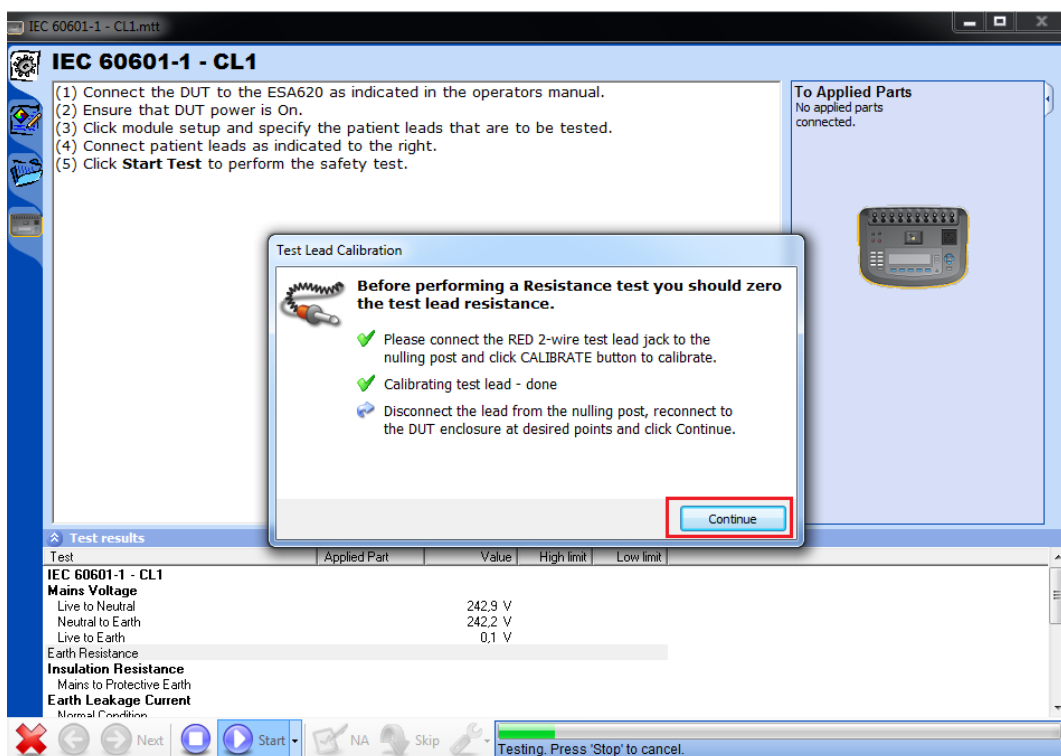 IEC 60601-1 - CL1.mtt
IEC 60601-1 - CL1
(1) Connect the DUT to the ESA620 as indicated in the operators manual.
(2) Ensure that DUT power is On.
(3) Click module setup and specify the patient leads that are to be tested.
(4) Connect patient leads as indicated to the right.
(5) Click Start Test to perform the safety test.
To Applied Parts
No applied parts
connected.
Test Lead Calibration
Before performing a Resistance test you should zero
the test lead resistance.
Please connect the RED 2-wire test lead jack to the
nulling post and click CALIBRATE button to calibrate.
Calibrating test lead - done
Disconnect the lead from the nulling post, reconnect to
the DUT enclosure at desired points and click Continue.
Continue
Test results
Test Applied Part Value High limit Low limit
IEC 60601-1 - CL1
Mains Voltage
Live to Neutral 242,9 V
Neutral to Earth 242,2 V
Live to Earth 0,1 V
Earth Resistance
Insulation Resistance
Mains to Protective Earth
Earth Leakage Current
Normal Condition
Next Start NA Skip Testing. Press 'Stop' to cancel.